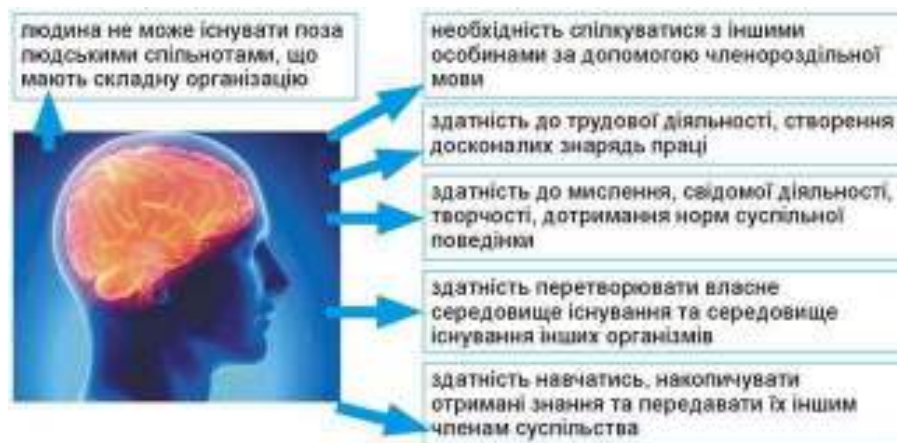 людина не може існувати поза
людськими спільнотами, що
мають складну організацію
необхідність спілкуватися з іншими
особинами за допомогою членороздільної
мови
здатність до трудової діяльності, створення
досконалих знарядь праці
здатність до мислення, свідомої діяльності,
творчості, дотримання норм суспільної
поведінки
здатність перетворювати власне
середовище існування та середовище
існування інших організмів
здатність навчатись, накопичувати
отримані знання та передавати їх іншим
членам суспільства